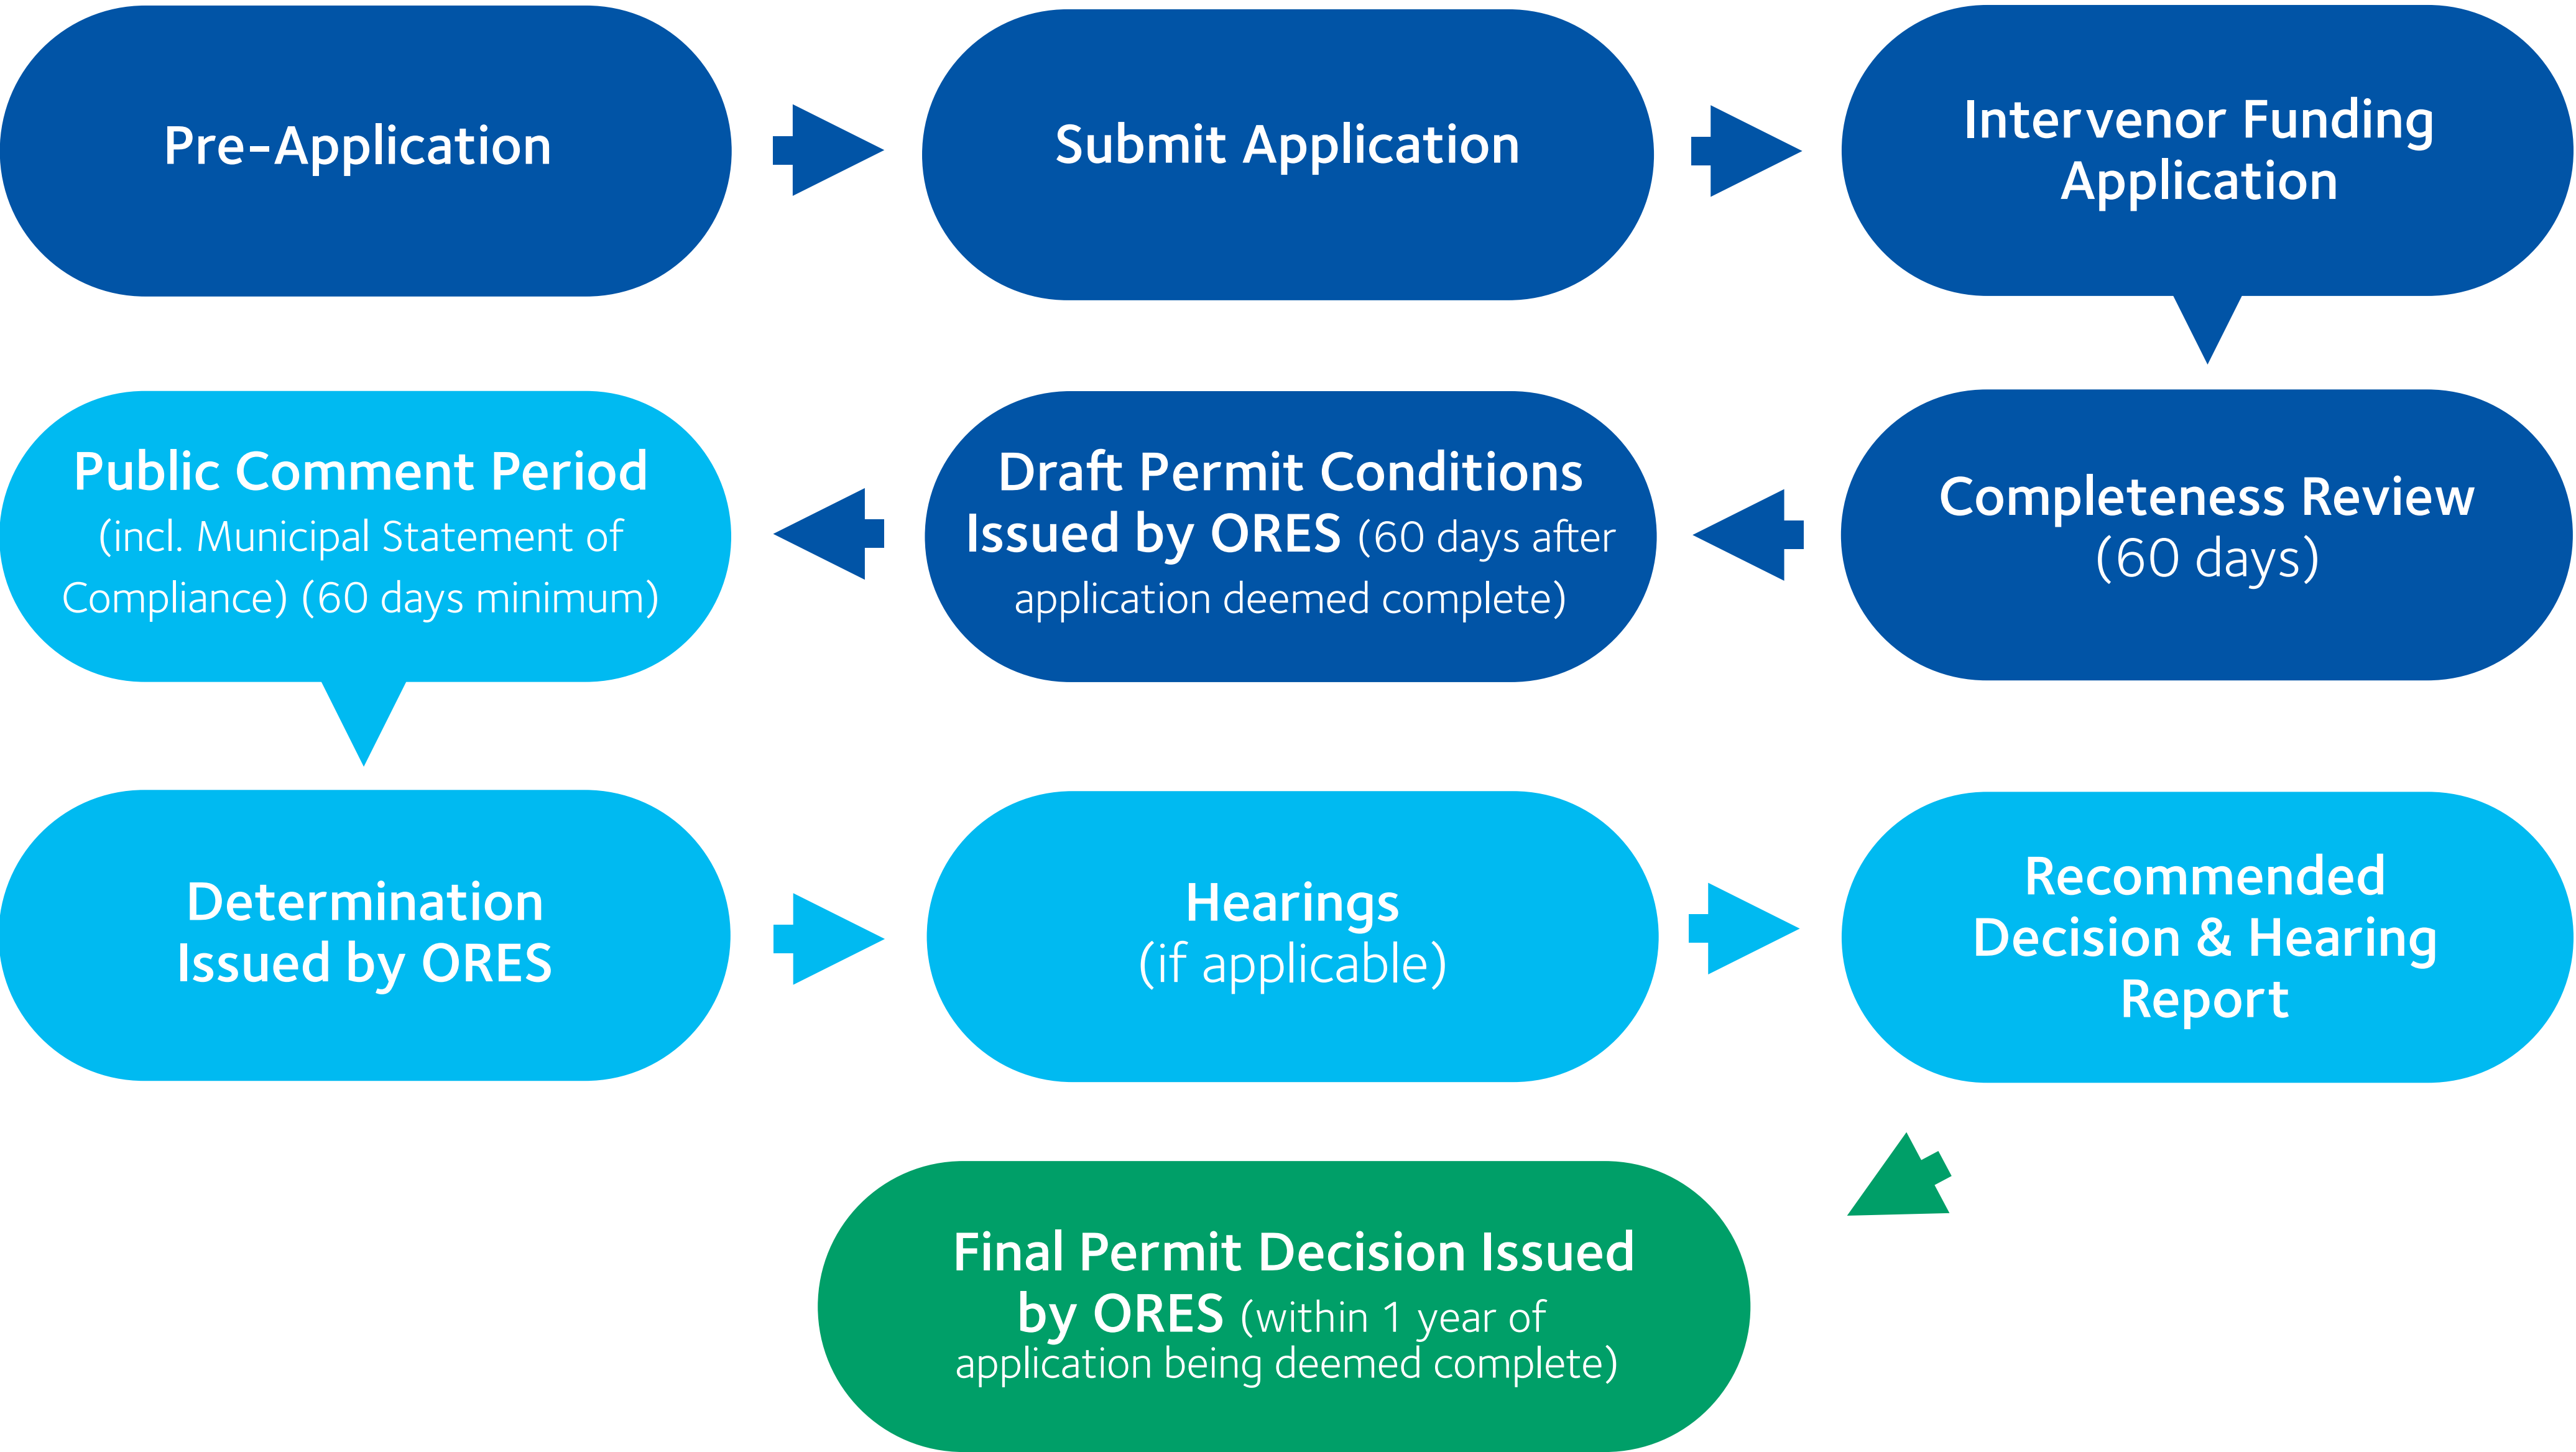 Pre-Application
Submit Application
Intervenor Funding
Application
Completeness Review
(60 days)
Draft Permit Conditions
Issued by ORES (60 days after
application deemed complete)
Public Comment Period
(incl. Municipal Statement of
Compliance) (60 days minimum)
Determination
Issued by ORES
Hearings
(if applicable)
Recommended
Decision & Hearing
Report
Final Permit Decision Issued
by ORES (within 1 year of
application being deemed complete)